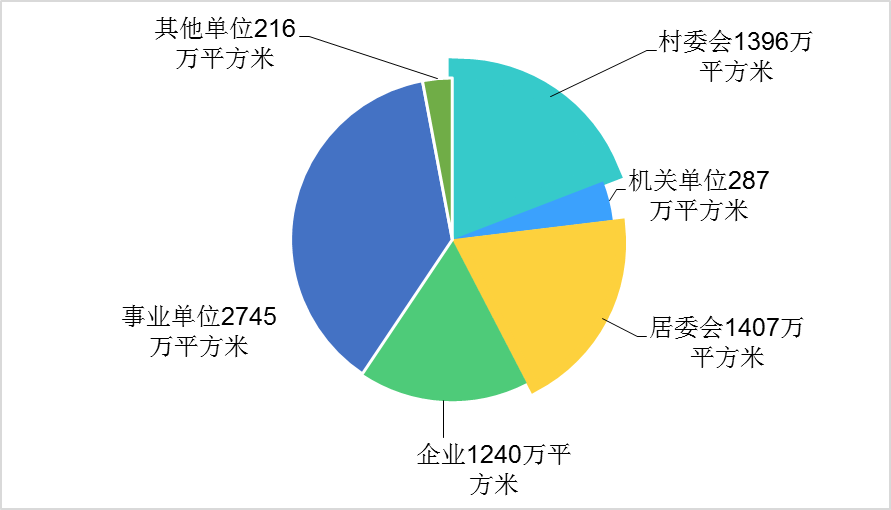 其他单位216
万平方米
村委会1396万
平方米
机关单位287
万平方米
事业单位2745
万平方米
居委会1407万
平方米
企业1240万平
方米